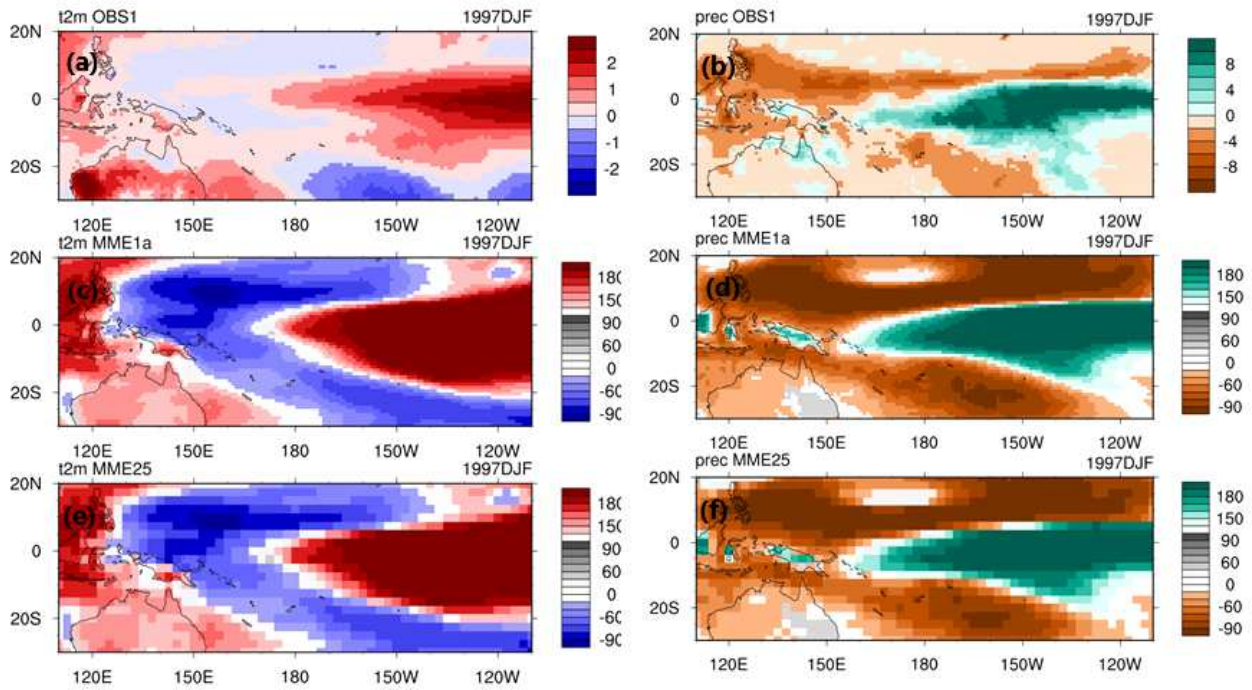 t2m OBS1 1997DJF
20N
(a)
0
20S
120E 150E 180 150W 120W
2
1
0
-1
-2
prec OBS1 1997DJF
20N
(b)
0
20S
120E 150E 180 150W 120W
8
4
0
-4
-8
t2m MME1a 1997DJF
20N
(c)
0
20S
120E 150E 180 150W 120W
180
150
90
60
0
-60
-90
prec MME1a 1997DJF
20N
(d)
0
20S
120E 150E 180 150W 120W
180
150
90
60
0
-60
-90
t2m MME25 1997DJF
20N
(e)
0
20S
120E 150E 180 150W 120W
180
150
90
60
0
-60
-90
prec MME25 1997DJF
20N
(f)
0
20S
120E 150E 180 150W 120W
180
150
90
60
0
-60
-90